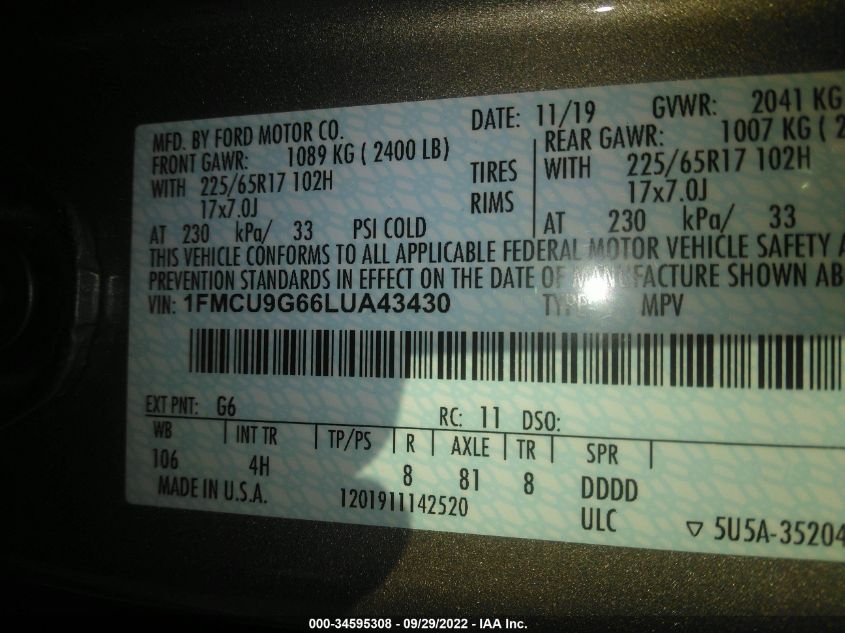 MFD. BY FORD MOTOR CO. DATE: 11/19 GVWR: 2041 KG
FRONT GAWR: 1089 KG ( 2400 LB) REAR GAWR: 1007 KG ( 2
WITH 225/65R17 102H TIRES WITH 225/65R17 102H
17x7.0J RIMS 17x7.0J
AT 230 kPa/ 33 PSI COLD AT 230 kPa/ 33
THIS VEHICLE CONFORMS TO ALL APPLICABLE FEDERAL MOTOR VEHICLE SAFETY A
PREVENTION STANDARDS IN EFFECT ON THE DATE OF MANUFACTURE SHOWN AB
VIN: 1FMCU9G66LUA43430 TYPE: MPV
EXT PNT: G6 RC: 11 DSO:
WB INT TR TP/PS R AXLE TR SPR
106 4H 8 81 8 DDDD
MADE IN U.S.A. 1201911142520 ULC ▽ 5U5A-35204
000-34595308 - 09/29/2022 - IAA Inc.